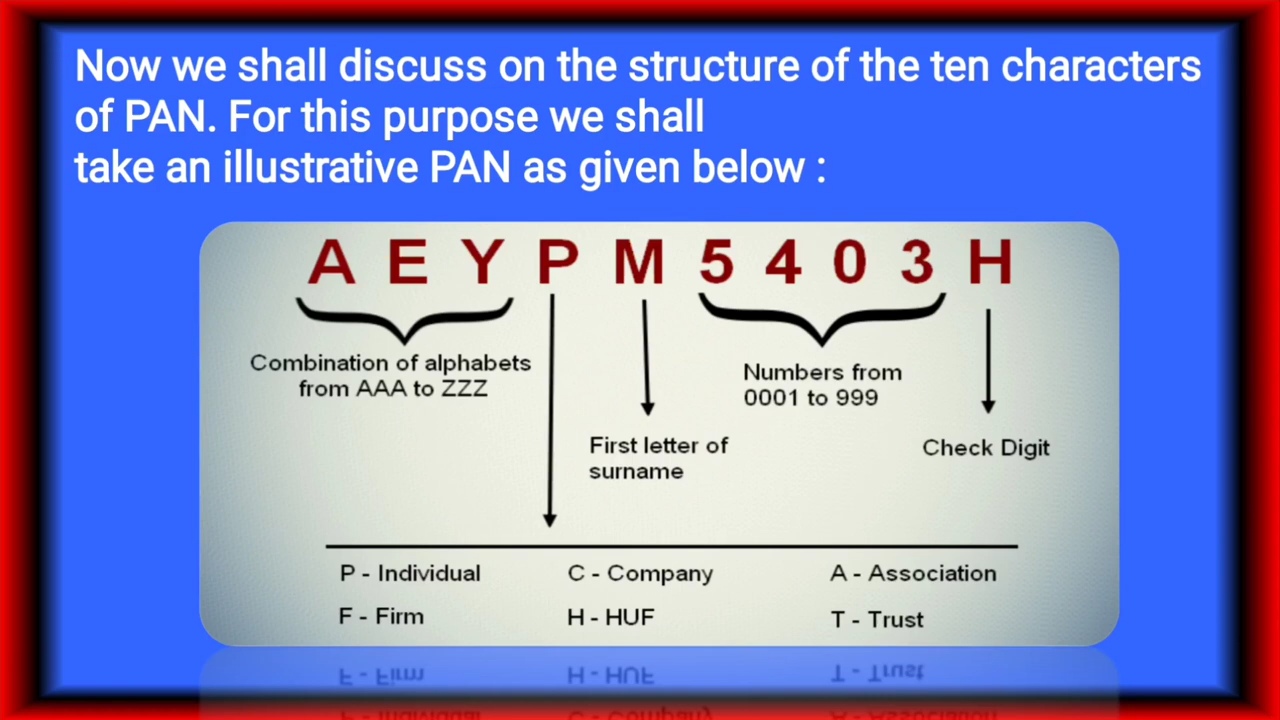 Now we shall discuss on the structure of the ten characters
of PAN. For this purpose we shall
take an illustrative PAN as given below :
A E Y P M 5 4 0 3 H
Combination of alphabets
from AAA to ZZZ
Numbers from
0001 to 999
First letter of
surname
Check Digit
P - Individual C - Company A - Association
F - Firm H - HUF T - Trust